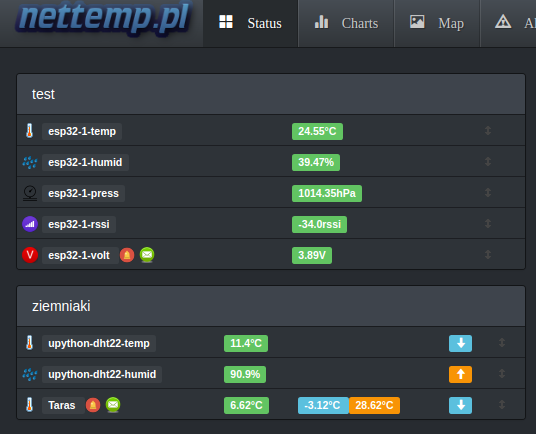 nettemp.pl Status Charts Map Al
test
esp32-1-temp 24.55°C
esp32-1-humid 39.47%
esp32-1-press 1014.35hPa
esp32-1-rssi -34.0rssi
V esp32-1-volt 3.89V
ziemniaki
upython-dht22-temp 11.4°C
upython-dht22-humid 90.9%
Taras 6.62°C -3.12°C 28.62°C